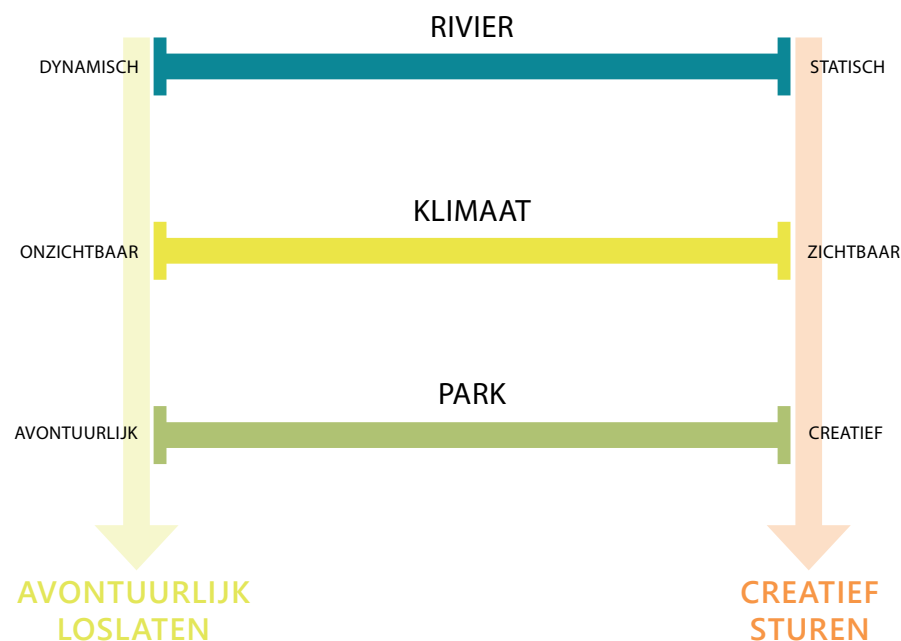 RIVIER
DYNAMISCH
STATISCH
KLIMAAT
ONZICHTBAAR
ZICHTBAAR
PARK
AVONTUURLIJK
CREATIEF
AVONTUURLIJK
LOSLATEN
CREATIEF
STUREN